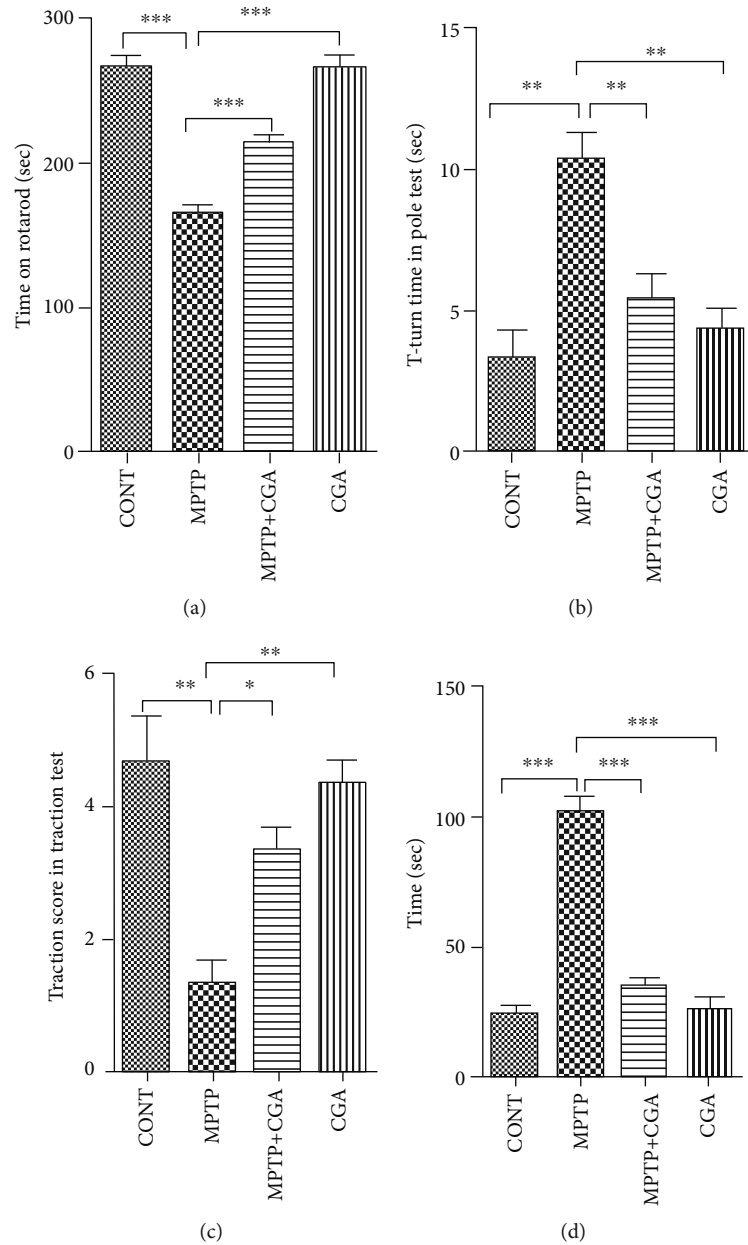 Time on rotarod (sec)
300
200
100
0
***
***
***
CONT
MPTP
MPTP+CGA
CGA
(a)
T-turn time in pole test (sec)
15
10
5
0
**
**
**
CONT
MPTP
MPTP+CGA
CGA
(b)
Traction score in traction test
6
4
2
0
**
**
*
CONT
MPTP
MPTP+CGA
CGA
(c)
Time (sec)
150
100
50
0
***
***
***
CONT
MPTP
MPTP+CGA
CGA
(d)